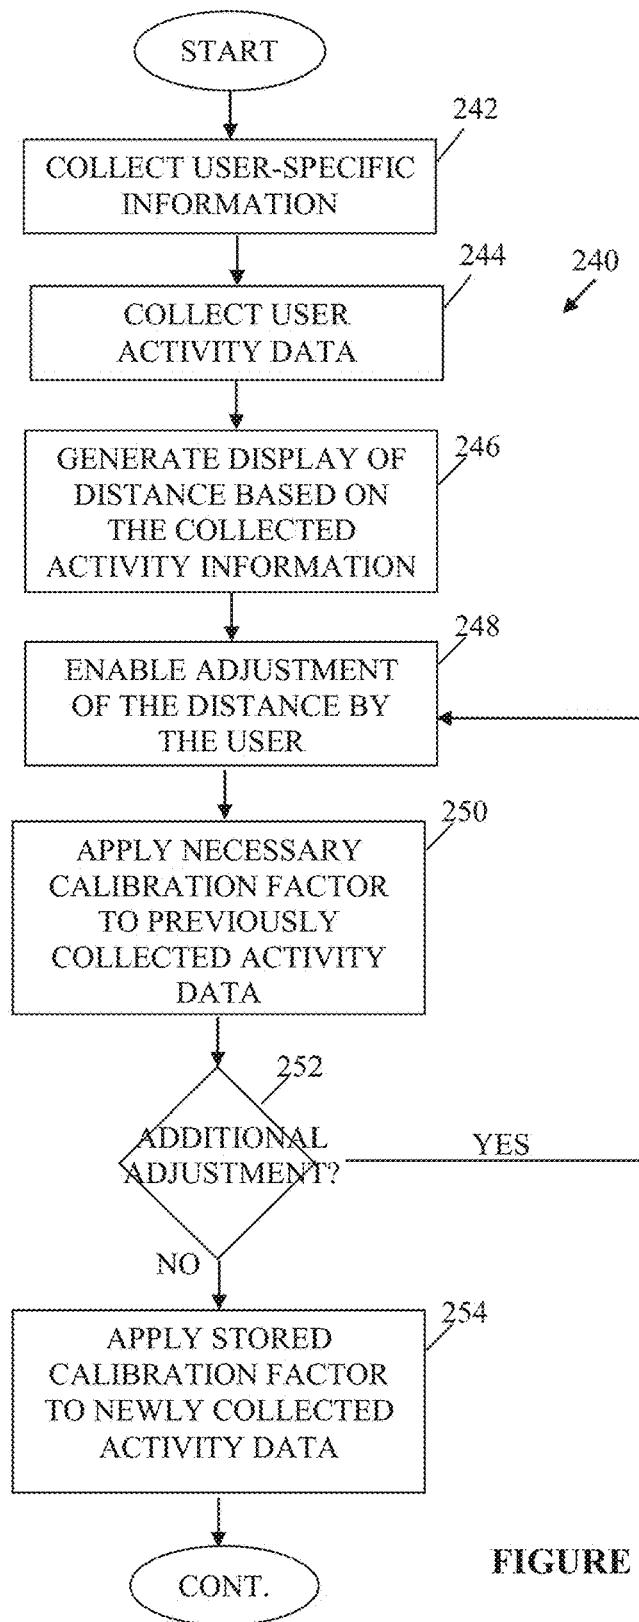 START
242
COLLECT USER-SPECIFIC
INFORMATION
244
240
COLLECT USER
ACTIVITY DATA
246
GENERATE DISPLAY OF
DISTANCE BASED ON
THE COLLECTED
ACTIVITY INFORMATION
248
ENABLE ADJUSTMENT
OF THE DISTANCE BY
THE USER
250
APPLY NECESSARY
CALIBRATION FACTOR
TO PREVIOUSLY
COLLECTED ACTIVITY
DATA
252
ADDITIONAL
ADJUSTMENT?
YES
NO
254
APPLY STORED
CALIBRATION FACTOR
TO NEWLY COLLECTED
ACTIVITY DATA
CONT.
FIGURE